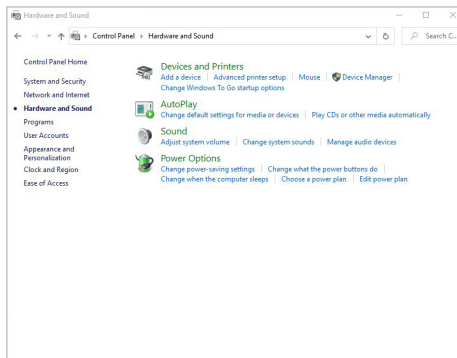 Hardware and Sound
Control Panel > Hardware and Sound
Search C...
Control Panel Home
System and Security
Network and Internet
Hardware and Sound
Programs
User Accounts
Appearance and
Personalization
Clock and Region
Ease of Access
Devices and Printers
Add a device | Advanced printer setup | Mouse | Device Manager |
Change Windows To Go startup options
AutoPlay
Change default settings for media or devices | Play CDs or other media automatically
Sound
Adjust system volume | Change system sounds | Manage audio devices
Power Options
Change power-saving settings | Change what the power buttons do |
Change when the computer sleeps | Choose a power plan | Edit power plan